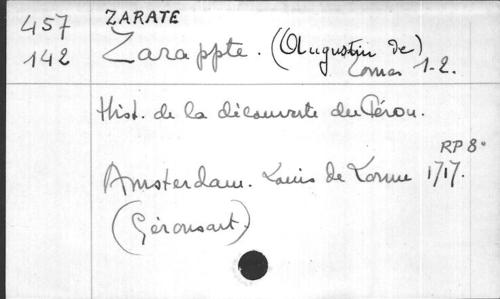 457 ZARATE
142 Zarappte. (Augustin de)
Tomes 1-2.
Hist. de la découverte du Pérou.
RP 8°
Amsterdam. Louis de Lorme 1717.
(Géronsart.)